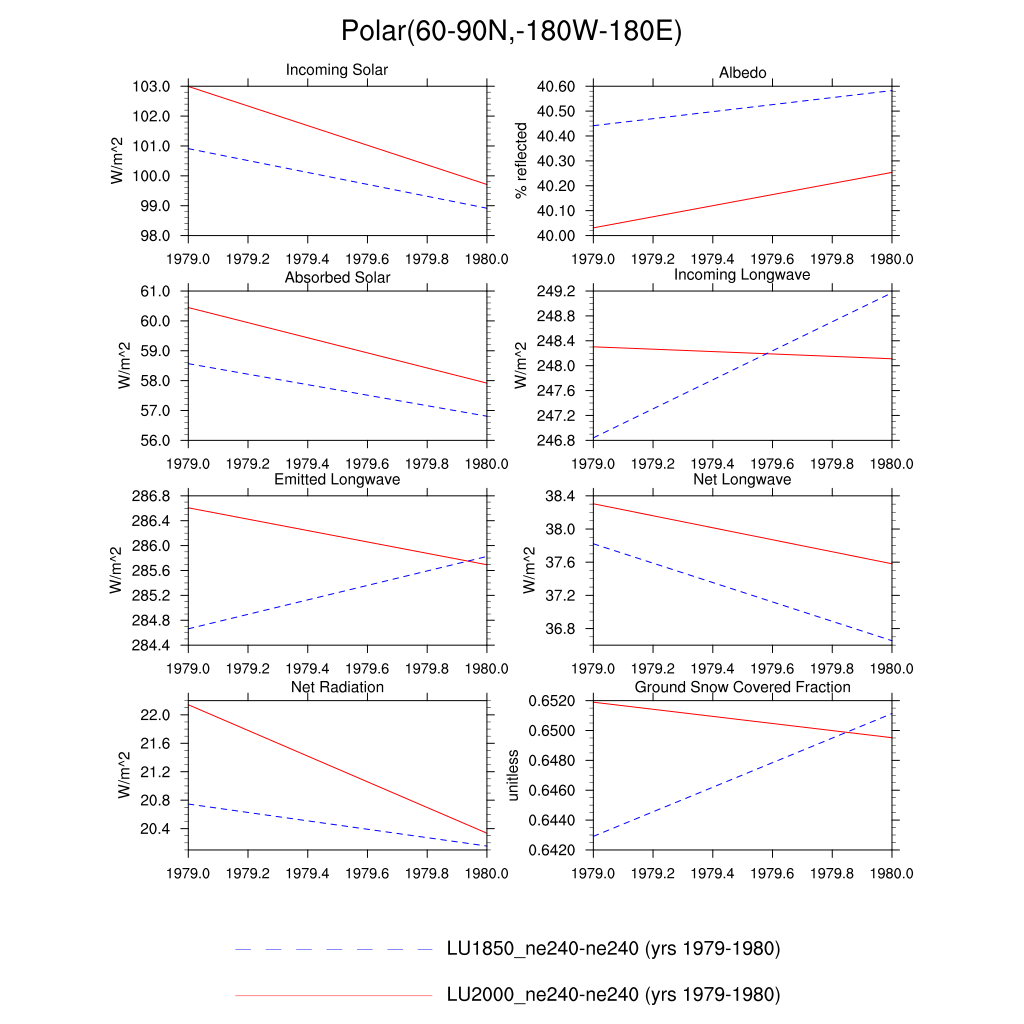 Polar(60-90N,-180W-180E)
Incoming Solar
103.0
102.0
101.0
100.0
99.0
98.0
W/m^2
1979.0 1979.2 1979.4 1979.6 1979.8 1980.0
Albedo
40.60
40.50
40.40
40.30
40.20
40.10
40.00
% reflected
1979.0 1979.2 1979.4 1979.6 1979.8 1980.0
Absorbed Solar
61.0
60.0
59.0
58.0
57.0
56.0
W/m^2
1979.0 1979.2 1979.4 1979.6 1979.8 1980.0
Incoming Longwave
249.2
248.8
248.4
248.0
247.6
247.2
246.8
W/m^2
1979.0 1979.2 1979.4 1979.6 1979.8 1980.0
Emitted Longwave
286.8
286.4
286.0
285.6
285.2
284.8
284.4
W/m^2
1979.0 1979.2 1979.4 1979.6 1979.8 1980.0
Net Longwave
38.4
38.0
37.6
37.2
36.8
W/m^2
1979.0 1979.2 1979.4 1979.6 1979.8 1980.0
Net Radiation
22.0
21.6
21.2
20.8
20.4
W/m^2
1979.0 1979.2 1979.4 1979.6 1979.8 1980.0
Ground Snow Covered Fraction
0.6520
0.6500
0.6480
0.6460
0.6440
0.6420
unitless
1979.0 1979.2 1979.4 1979.6 1979.8 1980.0
LU1850_ne240-ne240 (yrs 1979-1980)
LU2000_ne240-ne240 (yrs 1979-1980)